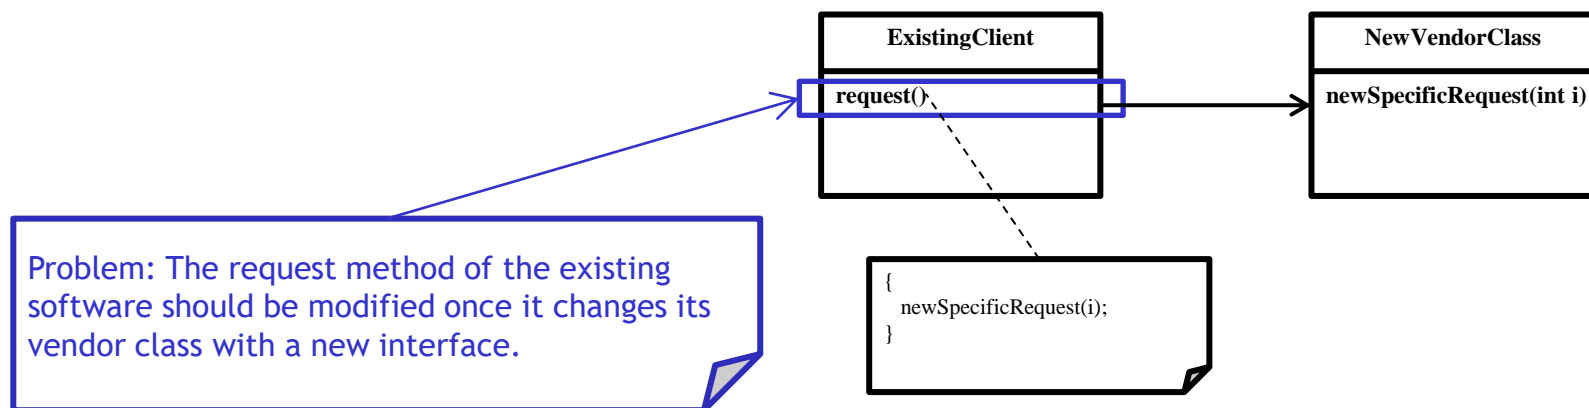 ExistingClient
request()
NewVendorClass
newSpecificRequest(int i)
Problem: The request method of the existing
software should be modified once it changes its
vendor class with a new interface.
{
newSpecificRequest(i);
}